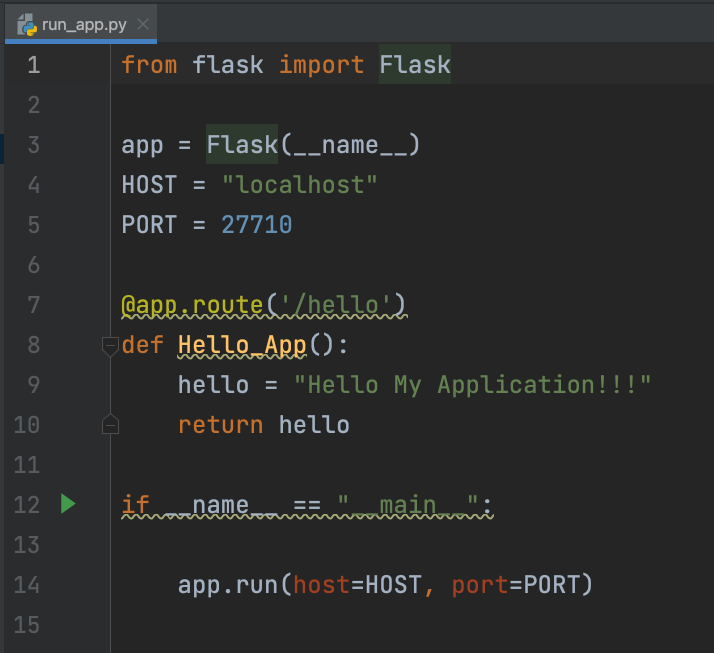 run_app.py
1 from flask import Flask
2
3 app = Flask(__name__)
4 HOST = "localhost"
5 PORT = 27710
6
7 @app.route('/hello')
8 def Hello_App():
9     hello = "Hello My Application!!!"
10     return hello
11
12 if __name__ == "__main__":
13
14     app.run(host=HOST, port=PORT)
15